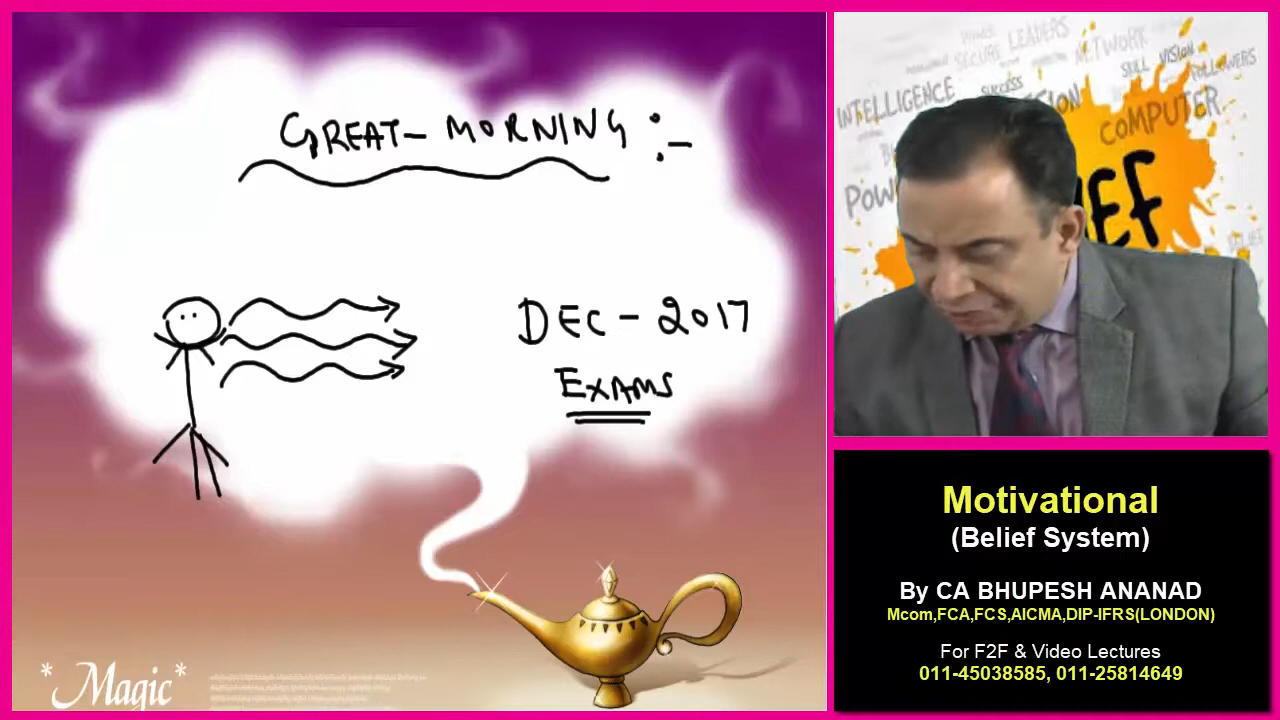 GREAT- MORNING :-
DEC - 2017
EXAMS
*Magic*
LEADERS
SECURE
NETWORK
SKILL VISION
FOLLOWERS
INTELLIGENCE
SUCCESS
COMPUTER
BELIEF
Motivational
(Belief System)
By CA BHUPESH ANANAD
Mcom,FCA,FCS,AICMA,DIP-IFRS(LONDON)
For F2F & Video Lectures
011-45038585, 011-25814649